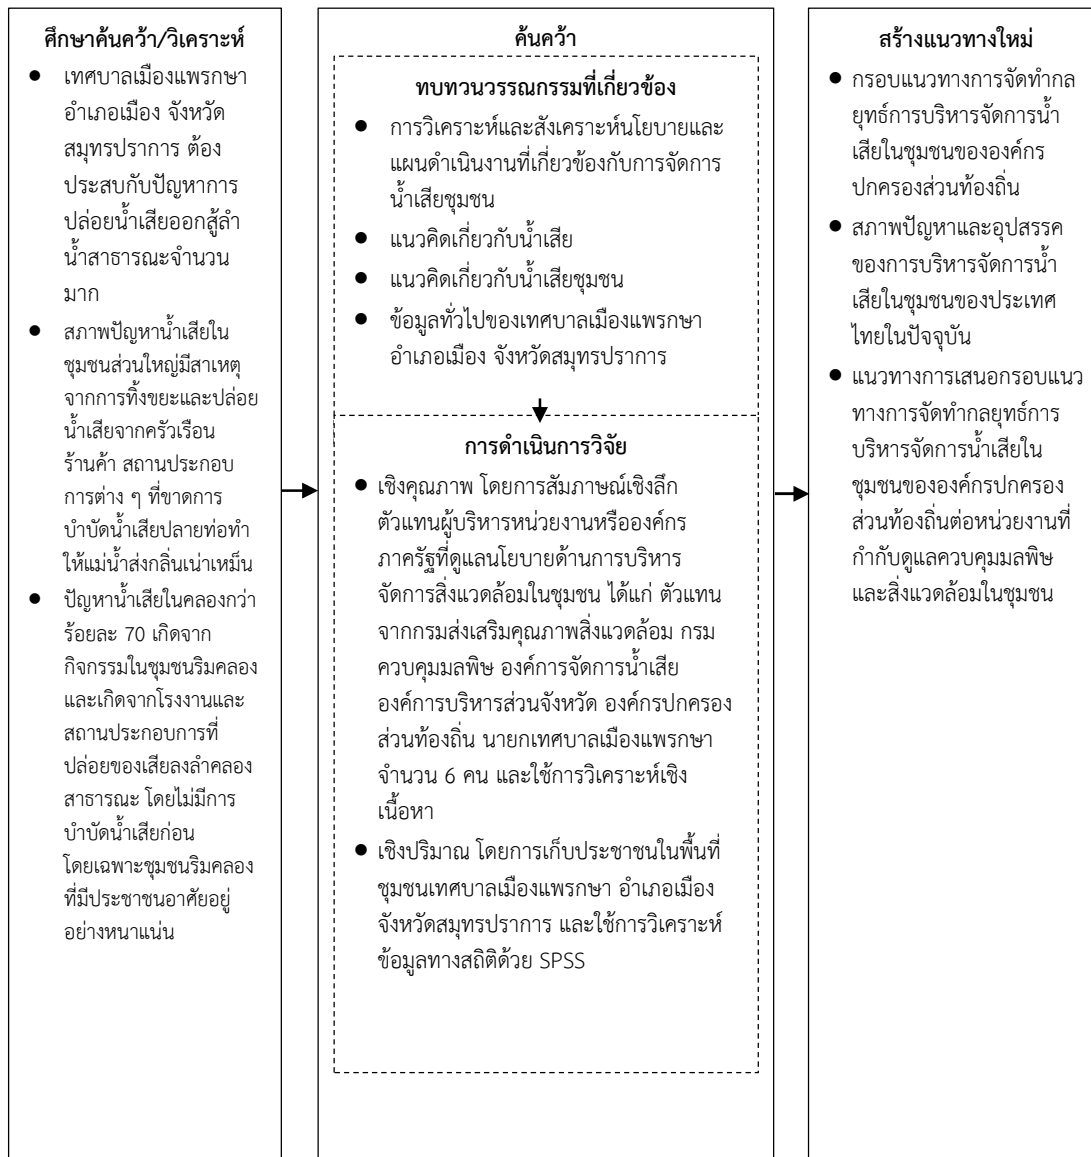 ศึกษาค้นคว้า/วิเคราะห์
● เทศบาลเมืองแพรกษา
อำเภอเมือง จังหวัด
สมุทรปราการ ต้อง
ประสบกับปัญหาการ
ปล่อยน้ำเสียออกสู้ลำ
น้ำสาธารณะจำนวน
มาก
● สภาพปัญหาน้ำเสียใน
ชุมชนส่วนใหญ่มีสาเหตุ
จากการทิ้งขยะและปล่อย
น้ำเสียจากครัวเรือน
ร้านค้า สถานประกอบ
การต่าง ๆ ที่ขาดการ
บำบัดน้ำเสียปลายท่อทำ
ให้แม่น้ำส่งกลิ่นเน่าเหม็น
● ปัญหาน้ำเสียในคลองกว่า
ร้อยละ 70 เกิดจาก
กิจกรรมในชุมชนริมคลอง
และเกิดจากโรงงานและ
สถานประกอบการที่
ปล่อยของเสียลงลำคลอง
สาธารณะ โดยไม่มีการ
บำบัดน้ำเสียก่อน
โดยเฉพาะชุมชนริมคลอง
ที่มีประชาชนอาศัยอยู่
อย่างหนาแน่น
ค้นคว้า
ทบทวนวรรณกรรมที่เกี่ยวข้อง
● การวิเคราะห์และสังเคราะห์นโยบายและ
แผนดำเนินงานที่เกี่ยวข้องกับการจัดการ
น้ำเสียชุมชน
● แนวคิดเกี่ยวกับน้ำเสีย
● แนวคิดเกี่ยวกับน้ำเสียชุมชน
● ข้อมูลทั่วไปของเทศบาลเมืองแพรกษา
อำเภอเมือง จังหวัดสมุทรปราการ
การดำเนินการวิจัย
● เชิงคุณภาพ โดยการสัมภาษณ์เชิงลึก
ตัวแทนผู้บริหารหน่วยงานหรือองค์กร
ภาครัฐที่ดูแลนโยบายด้านการบริหาร
จัดการสิ่งแวดล้อมในชุมชน ได้แก่ ตัวแทน
จากกรมส่งเสริมคุณภาพสิ่งแวดล้อม กรม
ควบคุมมลพิษ องค์การจัดการน้ำเสีย
องค์การบริหารส่วนจังหวัด องค์กรปกครอง
ส่วนท้องถิ่น นายกเทศบาลเมืองแพรกษา
จำนวน 6 คน และใช้การวิเคราะห์เชิง
เนื้อหา
● เชิงปริมาณ โดยการเก็บประชาชนในพื้นที่
ชุมชนเทศบาลเมืองแพรกษา อำเภอเมือง
จังหวัดสมุทรปราการ และใช้การวิเคราะห์
ข้อมูลทางสถิติด้วย SPSS
สร้างแนวทางใหม่
● กรอบแนวทางการจัดทำกล
ยุทธ์การบริหารจัดการน้ำ
เสียในชุมชนขององค์กร
ปกครองส่วนท้องถิ่น
● สภาพปัญหาและอุปสรรค
ของการบริหารจัดการน้ำ
เสียในชุมชนของประเทศ
ไทยในปัจจุบัน
● แนวทางการเสนอกรอบแนว
ทางการจัดทำกลยุทธ์การ
บริหารจัดการน้ำเสียใน
ชุมชนขององค์กรปกครอง
ส่วนท้องถิ่นต่อหน่วยงานที่
กำกับดูแลควบคุมมลพิษ
และสิ่งแวดล้อมในชุมชน